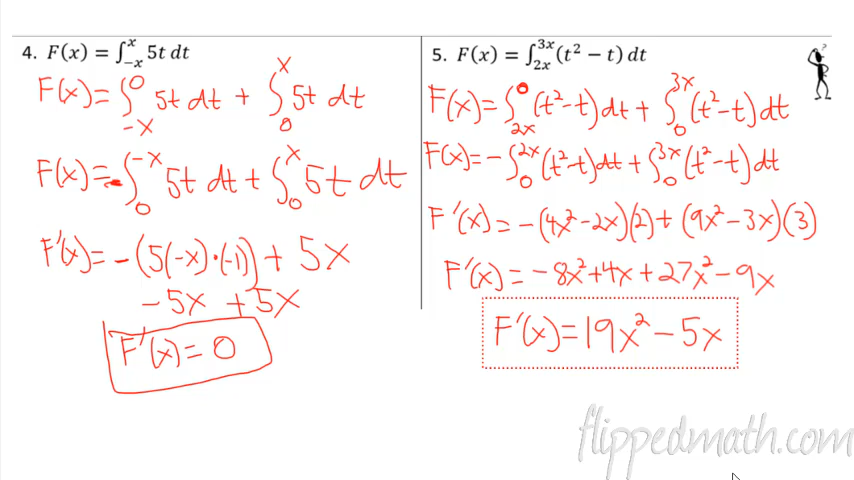 4. F(x) = ∫_{-x}^{x} 5t dt
F(x) = ∫_{-x}^{0} 5t dt + ∫_{0}^{x} 5t dt
F(x) = -∫_{0}^{-x} 5t dt + ∫_{0}^{x} 5t dt
F'(x) = -(5(-x)·(-1)) + 5x
-5x + 5x
F'(x) = 0
5. F(x) = ∫_{2x}^{3x} (t² − t) dt
F(x) = ∫_{2x}^{0} (t² - t) dt + ∫_{0}^{3x} (t² - t) dt
F(x) = -∫_{0}^{2x} (t² - t) dt + ∫_{0}^{3x} (t² - t) dt
F'(x) = -(4x² - 2x)(2) + (9x² - 3x)(3)
F'(x) = -8x² + 4x + 27x² - 9x
F'(x) = 19x² - 5x
flippedmath.com